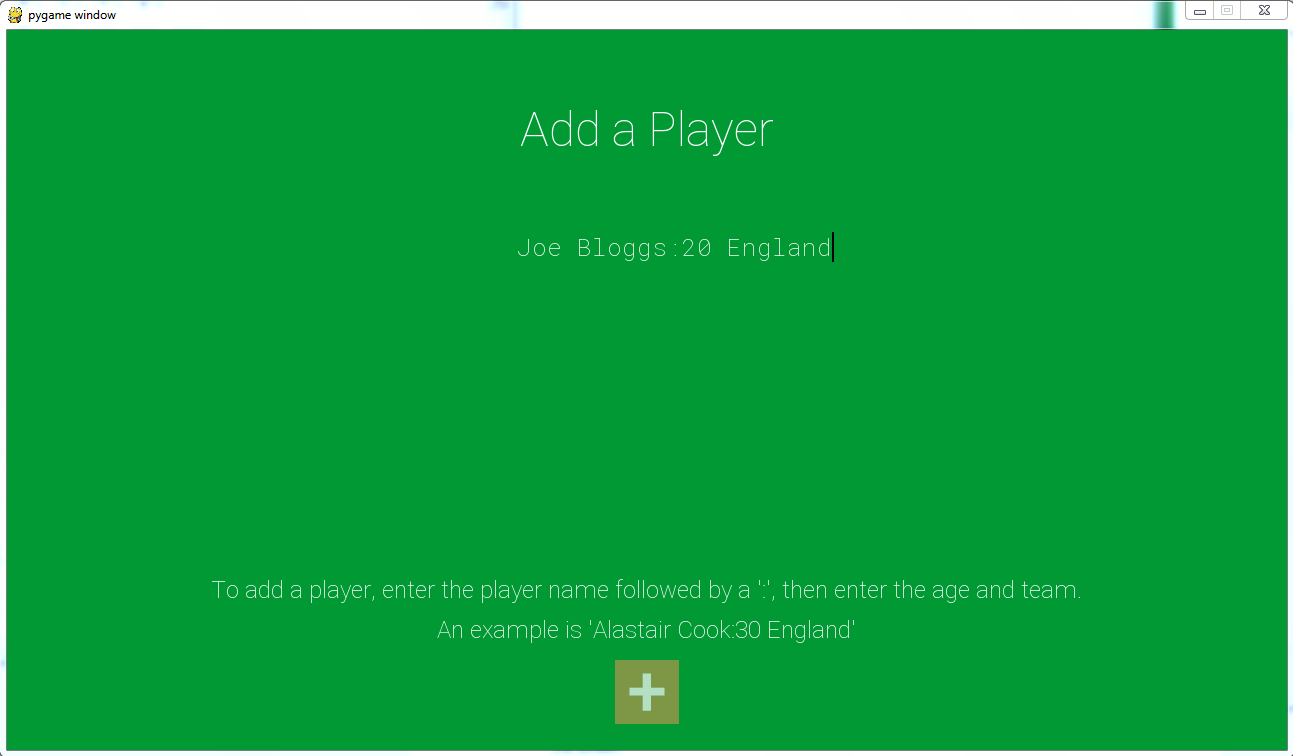 pygame window
Add a Player
Joe Bloggs:20 England
To add a player, enter the player name followed by a ':', then enter the age and team.
An example is 'Alastair Cook:30 England'
+